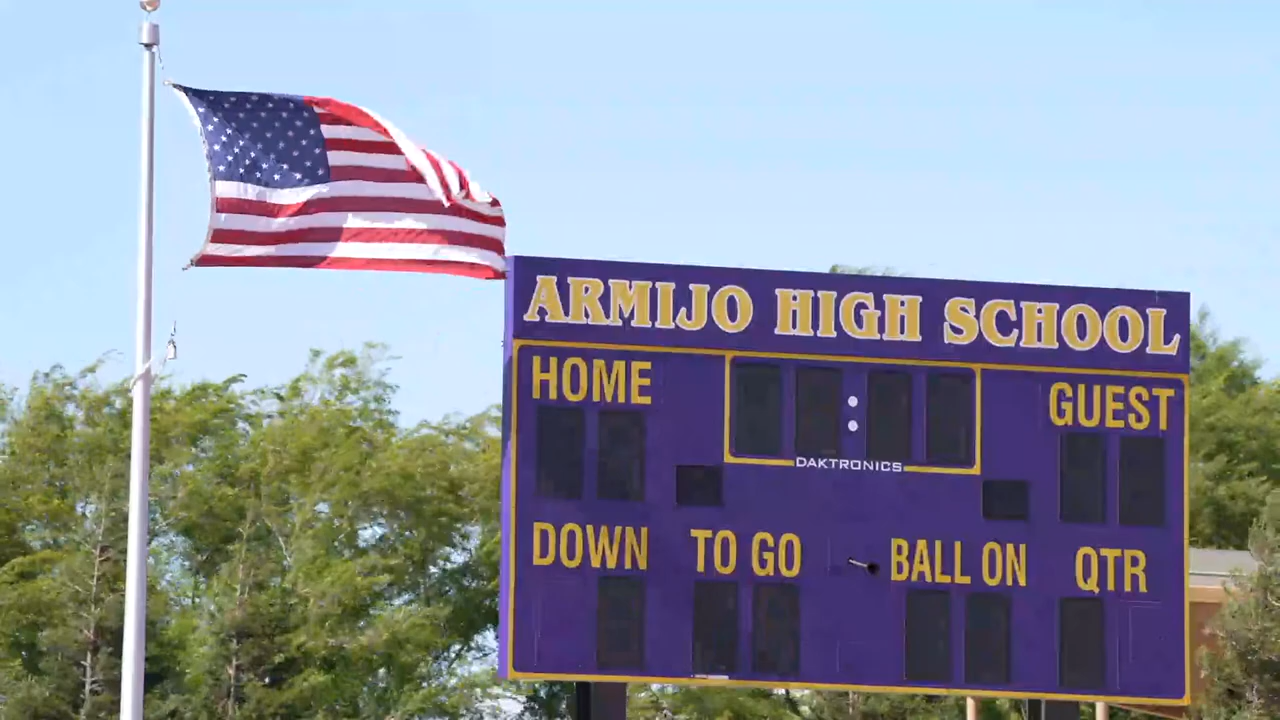 ARMIJO HIGH SCHOOL
HOME
GUEST
DAKTRONICS
DOWN
TO GO
BALL ON
QTR